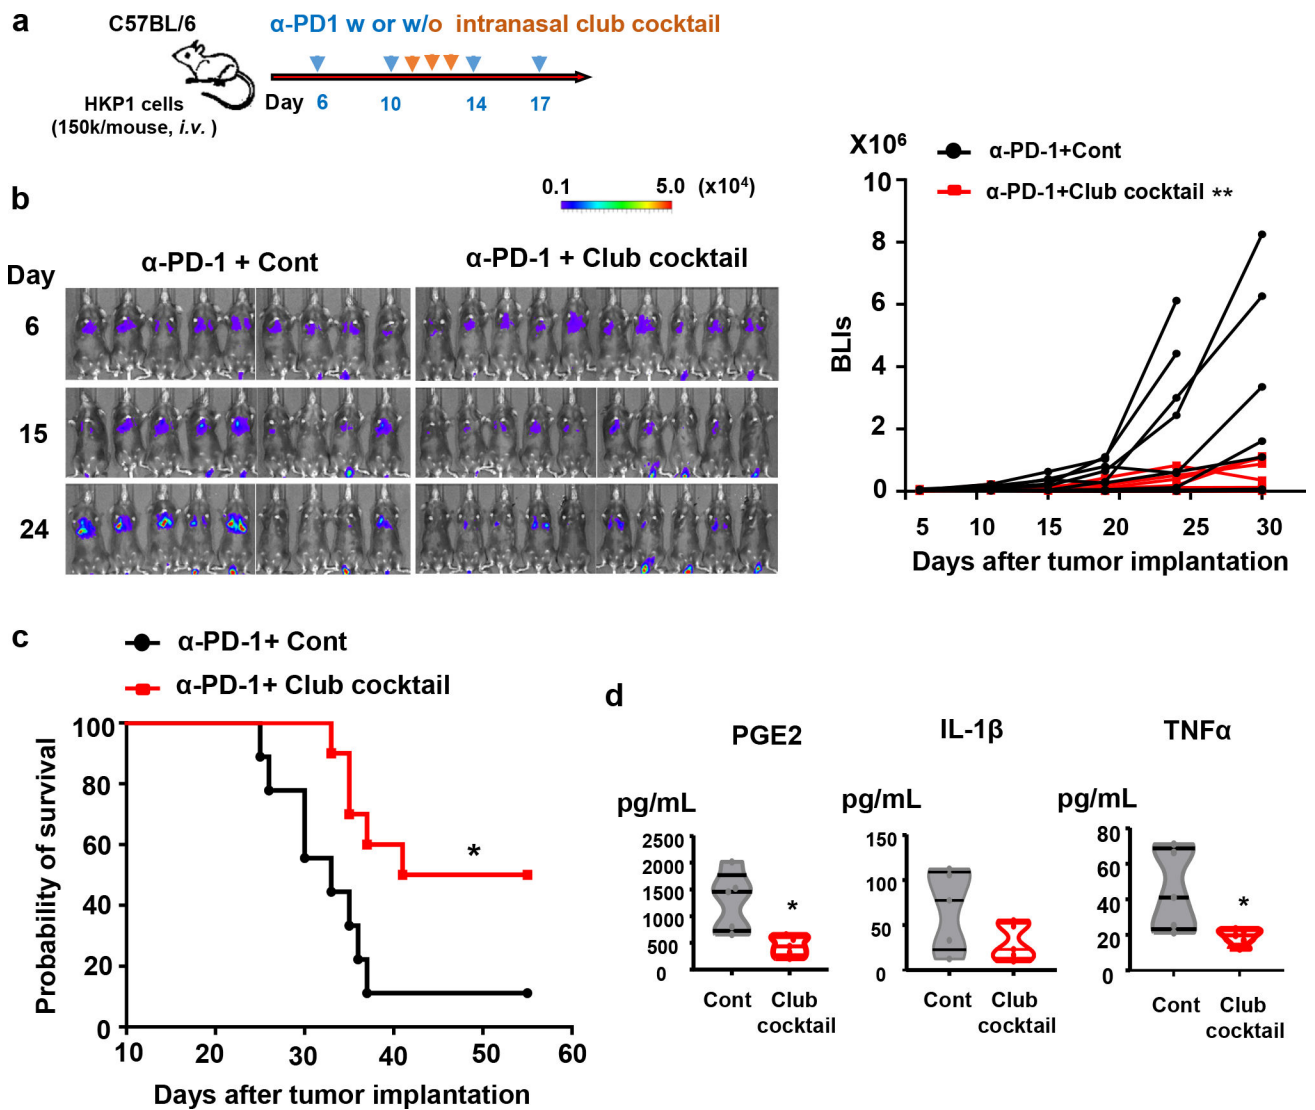 a
C57BL/6
α-PD1 w or w/o intranasal club cocktail
HKP1 cells
(150k/mouse, i.v. )
Day 6 10 14 17
b
0.1 5.0 (x10⁴)
α-PD-1 + Cont α-PD-1 + Club cocktail
Day
6
15
24
X10⁶
α-PD-1+Cont
α-PD-1+Club cocktail **
10
8
6
4
2
0
BLIs
5 10 15 20 25 30
Days after tumor implantation
c
α-PD-1+ Cont
α-PD-1+ Club cocktail
100
80
60
40
20
0
Probability of survival
*
10 20 30 40 50 60
Days after tumor implantation
d
PGE2
pg/mL
2500
2000
1500
1000
500
0
*
Cont Club
cocktail
IL-1β
pg/mL
150
100
50
0
Cont Club
cocktail
TNFα
pg/mL
80
60
40
20
0
*
Cont Club
cocktail